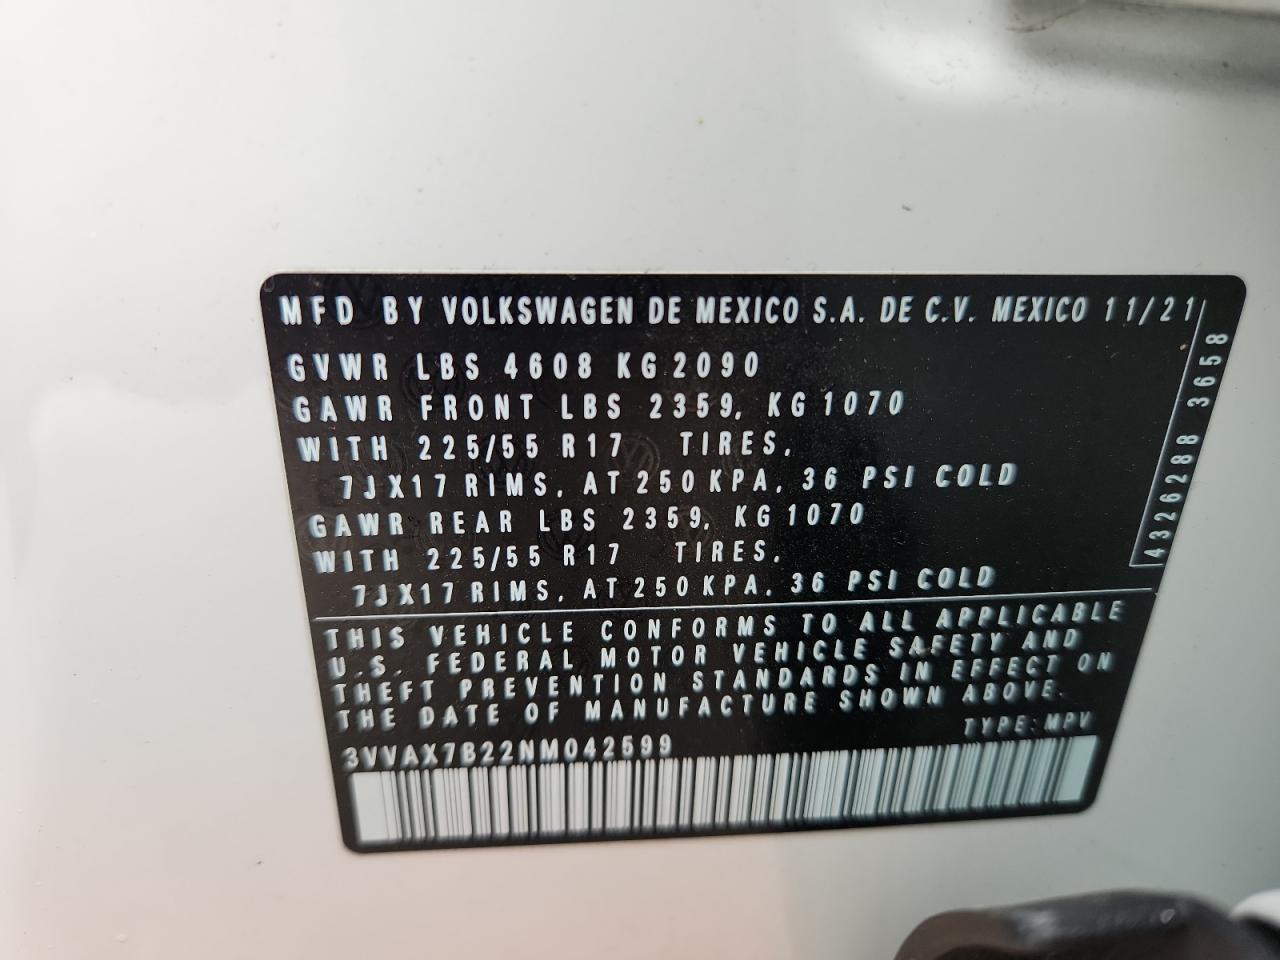 MFD BY VOLKSWAGEN DE MEXICO S.A. DE C.V. MEXICO 11/21
GVWR LBS 4608 KG 2090
GAWR FRONT LBS 2359, KG 1070
WITH 225/55 R17 TIRES,
7JX17 RIMS, AT 250 KPA, 36 PSI COLD
GAWR REAR LBS 2359, KG 1070
WITH 225/55 R17 TIRES,
7JX17 RIMS, AT 250 KPA, 36 PSI COLD
4326288 3658
THIS VEHICLE CONFORMS TO ALL APPLICABLE
U.S. FEDERAL MOTOR VEHICLE SAFETY AND
THEFT PREVENTION STANDARDS IN EFFECT ON
THE DATE OF MANUFACTURE SHOWN ABOVE.
TYPE: MPV
3VVAX7B22NM042599